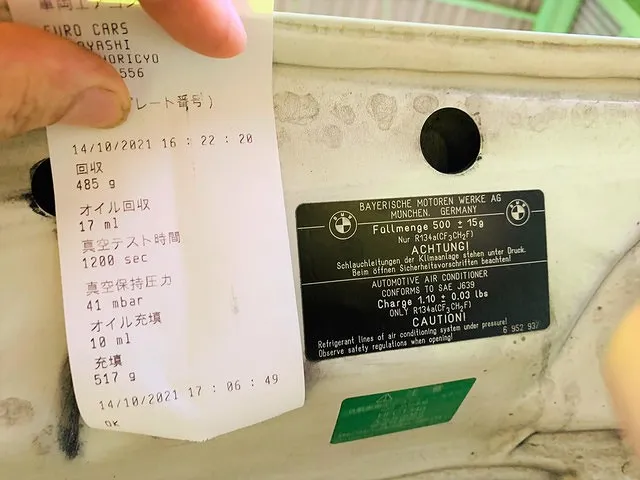 EURO CARS
556
レート番号)
14/10/2021 16 : 22 : 20
回収
485 g
オイル回収
17 ml
真空テスト時間
1200 sec
真空保持圧力
41 mbar
オイル充填
10 ml
充填
517 g
14/10/2021 17 : 06 : 49
OK
BAYERISCHE MOTOREN WERKE AG
MÜNCHEN, GERMANY
Füllmenge 500 ± 15g
Nur R134a(CF3CH2F)
ACHTUNG!
Schlauchleitungen der Klimaanlage stehen unter Druck.
Beim öffnen Sicherheitsvorschriften beachten!
AUTOMOTIVE AIR CONDITIONER
CONFORMS TO SAE J639
Charge 1.10 ± 0.03 lbs
ONLY R134a(CF3CH2F)
CAUTION!
Refrigerant lines of air conditioning system under pressure!
Observe safety regulations when opening!
6 952 937